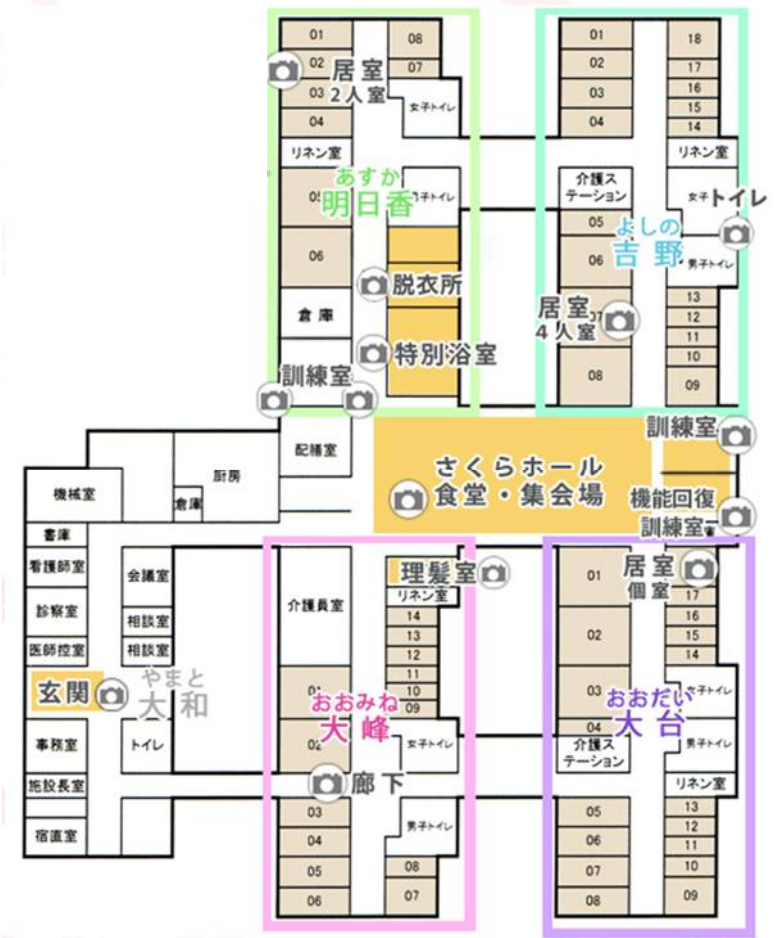 01
02
03
04
リネン室
05
06
倉庫
08
07
居室
2人室
女子トイレ
あすか
明日香
男子トイレ
脱衣所
特別浴室
訓練室
01
02
03
04
介護ス
テーション
05
06
07
08
居室
4人室
よしの
吉野
18
17
16
15
14
リネン室
女子
トイレ
男子トイレ
13
12
11
10
09
機械室
厨房
倉庫
配膳室
さくらホール
食堂・集会場
訓練室
機能回復
訓練室
書庫
看護師室
診察室
医師控室
玄関
事務室
施設長室
宿直室
会議室
相談室
相談室
やまと
大和
トイレ
介護員室
01
02
03
04
05
06
理髪室
リネン室
14
13
12
11
10
09
おおみね
大峰
女子トイレ
廊下
男子トイレ
08
07
01
02
03
04
介護ス
テーション
05
06
07
08
居室
個室
17
16
15
14
おおだい
大台
女子トイレ
男子トイレ
リネン室
13
12
11
10
09